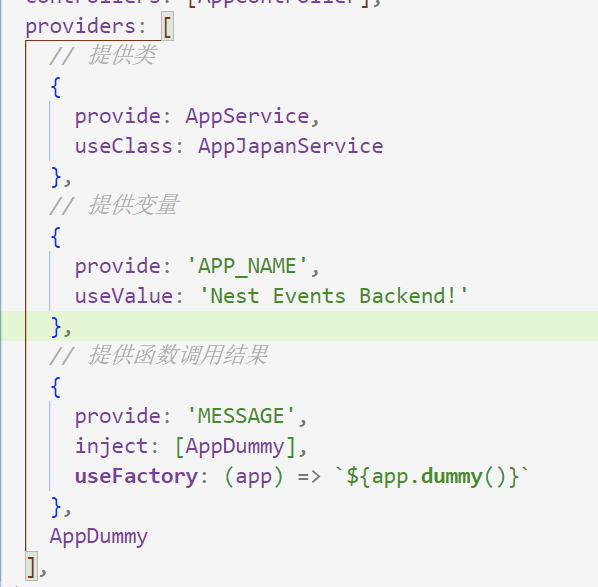 controllers: [AppController],
providers: [
// 提供类
{
provide: AppService,
useClass: AppJapanService
},
// 提供变量
{
provide: 'APP_NAME',
useValue: 'Nest Events Backend!'
},
// 提供函数调用结果
{
provide: 'MESSAGE',
inject: [AppDummy],
useFactory: (app) => `${app.dummy()}`
},
AppDummy
],